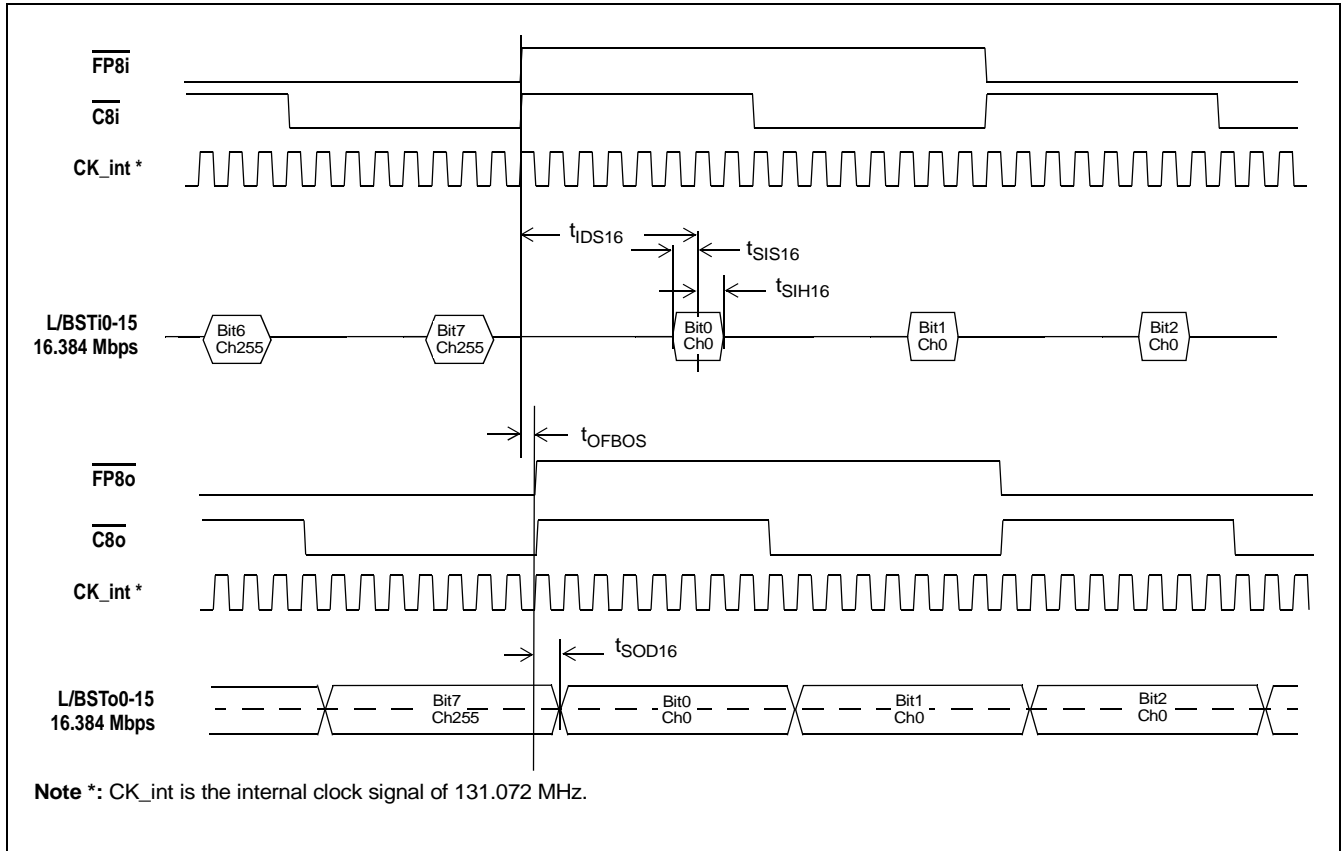 FP8i
C8i
CK_int *
tIDS16
tSIS16
tSIH16
L/BSTi0-15
16.384 Mbps
Bit6
Ch255
Bit7
Ch255
Bit0
Ch0
Bit1
Ch0
Bit2
Ch0
tOFBOS
FP8o
C8o
CK_int *
tSOD16
L/BSTo0-15
16.384 Mbps
Bit7
Ch255
Bit0
Ch0
Bit1
Ch0
Bit2
Ch0
Note *: CK_int is the internal clock signal of 131.072 MHz.